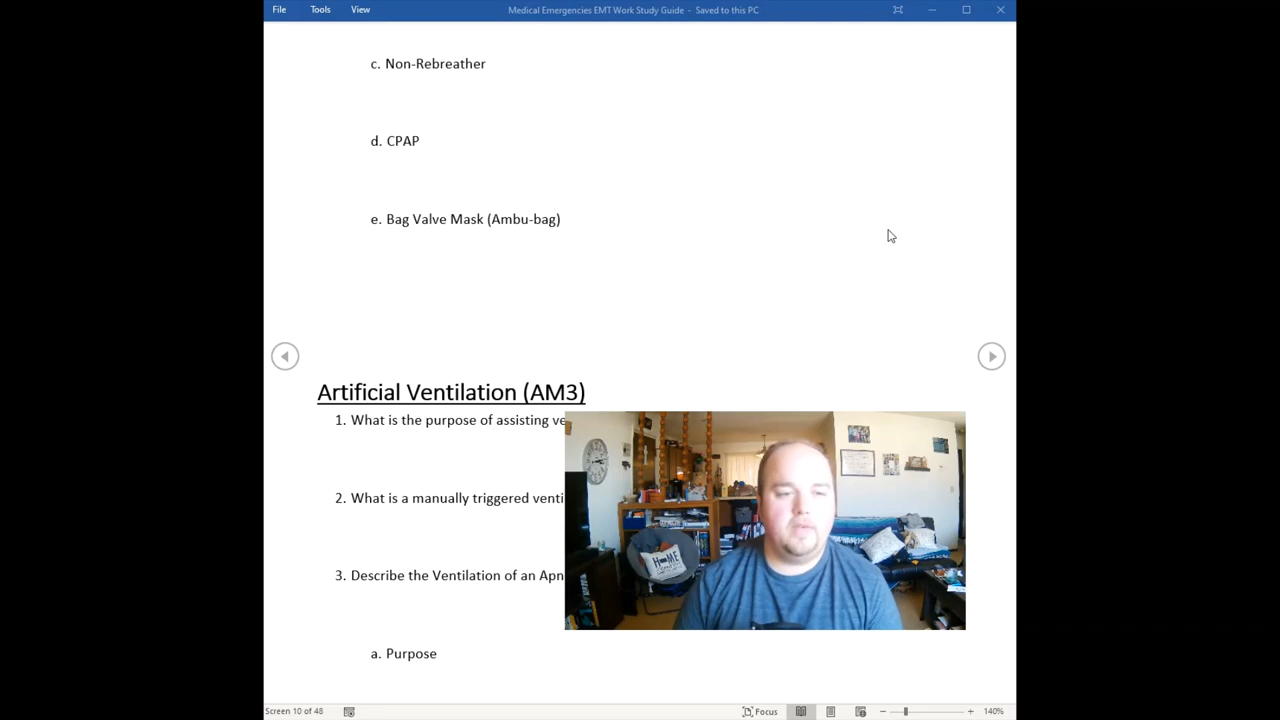 File Tools View Medical Emergencies EMT Work Study Guide - Saved to this PC
c. Non-Rebreather
d. CPAP
e. Bag Valve Mask (Ambu-bag)
Artificial Ventilation (AM3)
1. What is the purpose of assisting ve
2. What is a manually triggered venti
3. Describe the Ventilation of an Apn
HOME
a. Purpose
Screen 10 of 48 Focus 140%